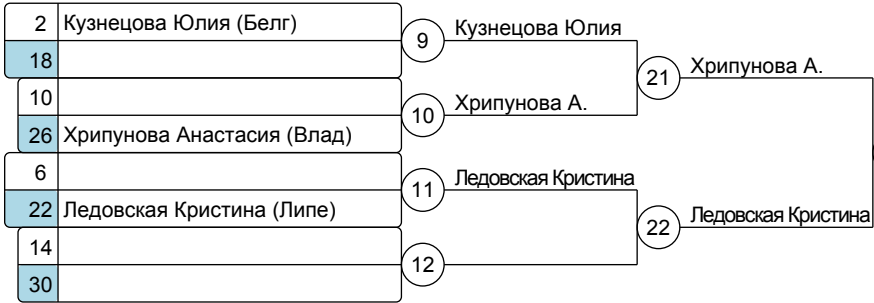 2 Кузнецова Юлия (Белг)
9 Кузнецова Юлия
18
21 Хрипунова А.
10
10 Хрипунова А.
26 Хрипунова Анастасия (Влад)
6
11 Ледовская Кристина
22 Ледовская Кристина (Липе)
22 Ледовская Кристина
14
12
30